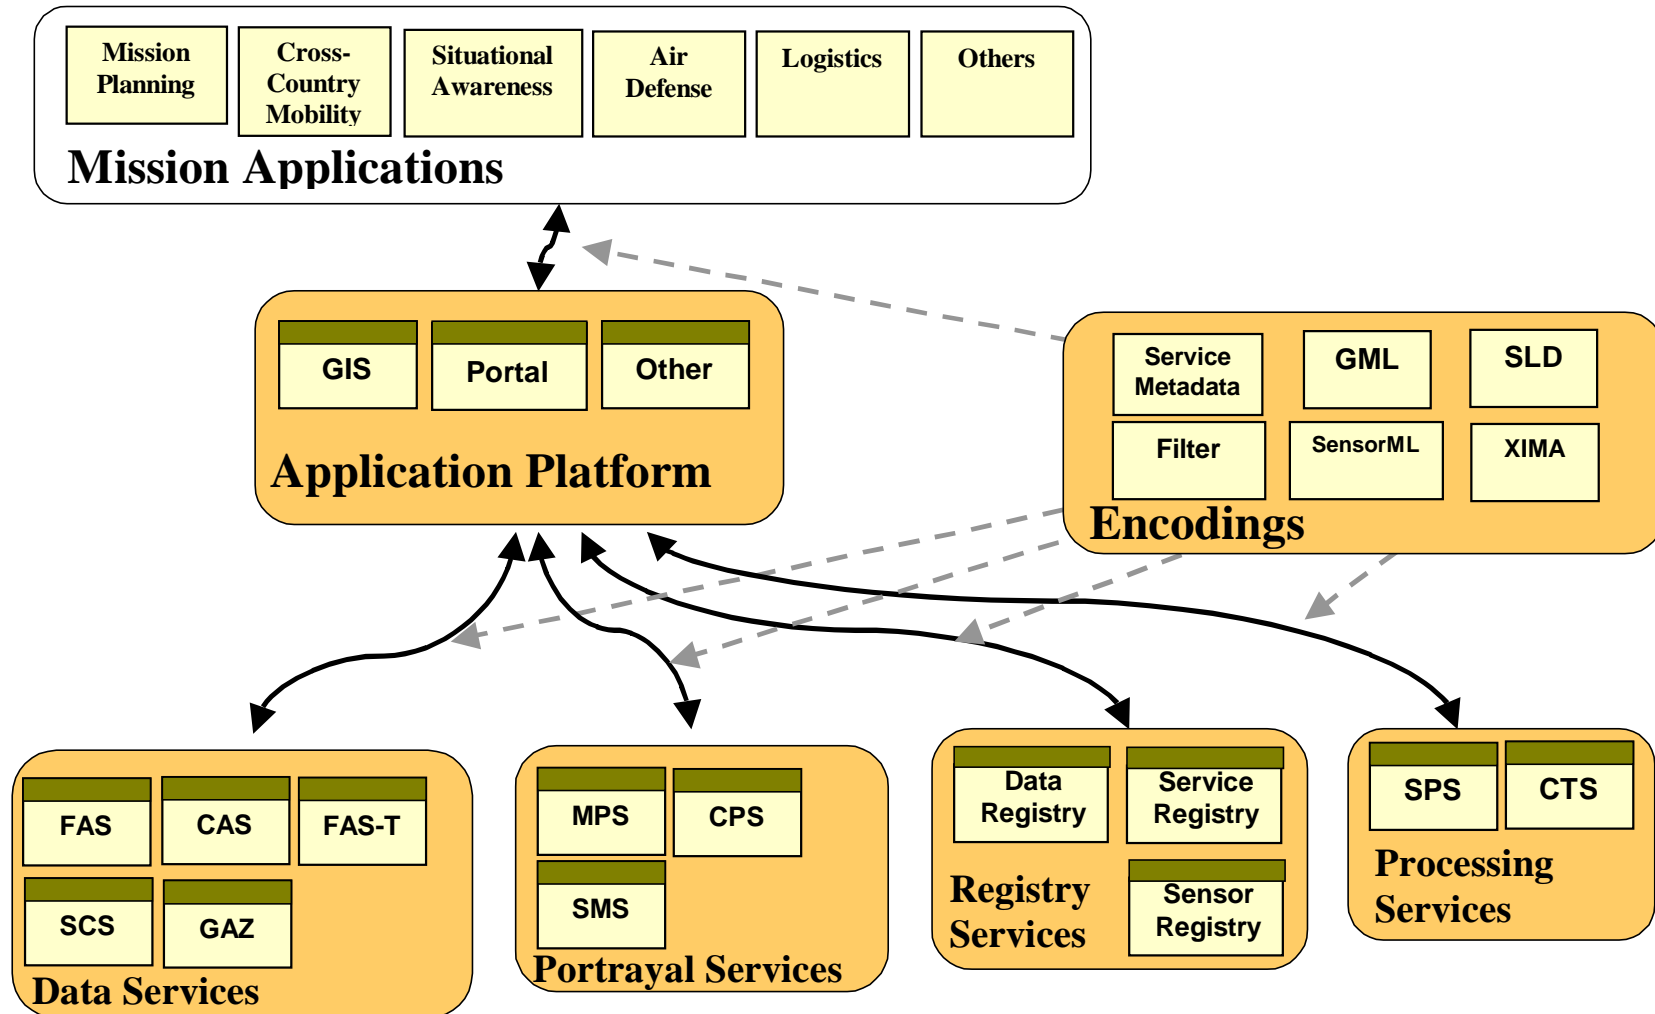 Mission
Planning
Cross-
Country
Mobility
Situational
Awareness
Air
Defense
Logistics
Others
Mission Applications
GIS
Portal
Other
Application Platform
Service
Metadata
GML
SLD
Filter
SensorML
XIMA
Encodings
FAS
CAS
FAS-T
SCS
GAZ
Data Services
MPS
CPS
SMS
Portrayal Services
Data
Registry
Service
Registry
Sensor
Registry
Registry
Services
SPS
CTS
Processing
Services